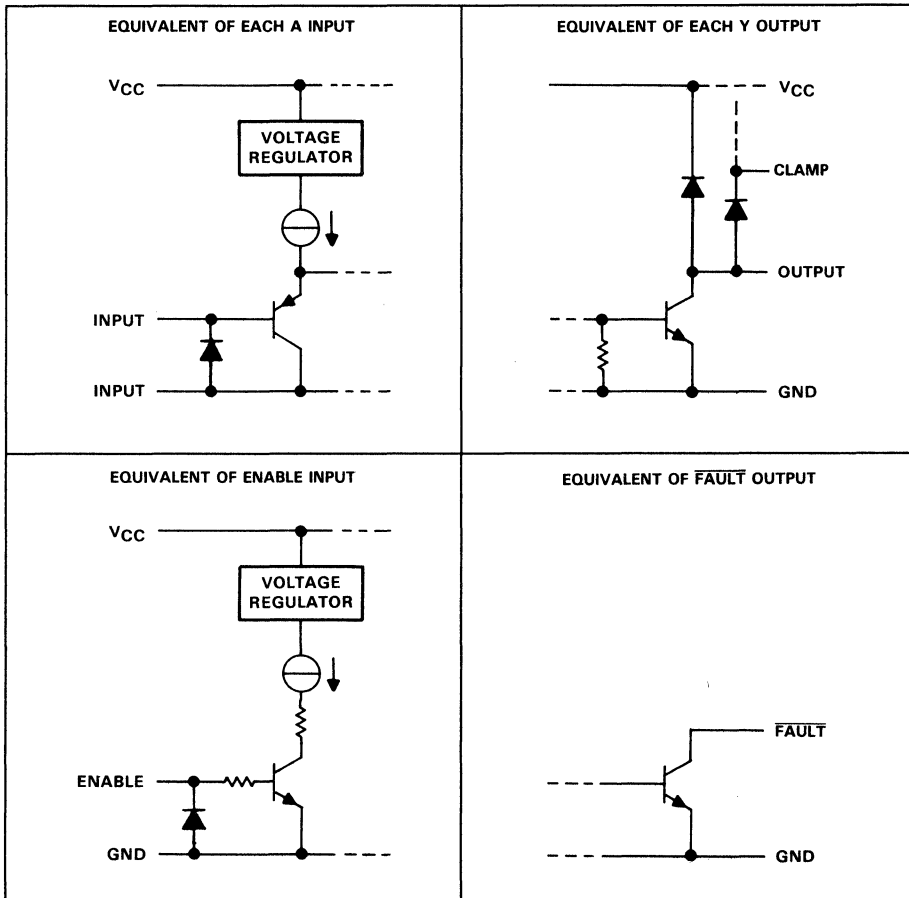 EQUIVALENT OF EACH A INPUT
VCC
VOLTAGE
REGULATOR
INPUT
INPUT
EQUIVALENT OF EACH Y OUTPUT
VCC
CLAMP
OUTPUT
GND
EQUIVALENT OF ENABLE INPUT
VCC
VOLTAGE
REGULATOR
ENABLE
GND
EQUIVALENT OF FAULT OUTPUT
FAULT
GND